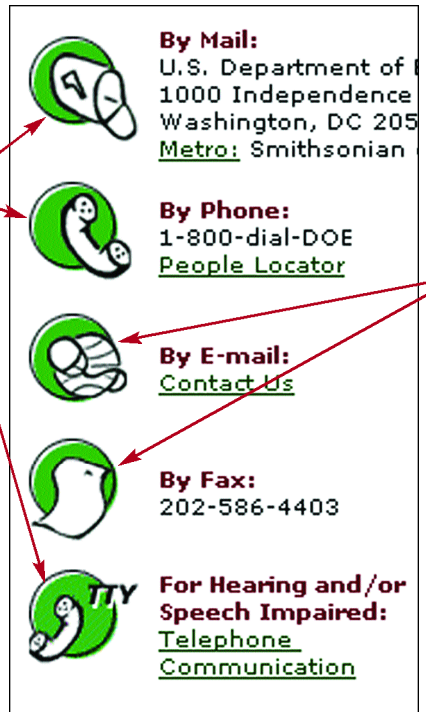 By Mail:
U.S. Department of
1000 Independence
Washington, DC 205
Metro: Smithsonian
By Phone:
1-800-dial-DOE
People Locator
By E-mail:
Contact Us
By Fax:
202-586-4403
TTY
For Hearing and/or
Speech Impaired:
Telephone
Communication